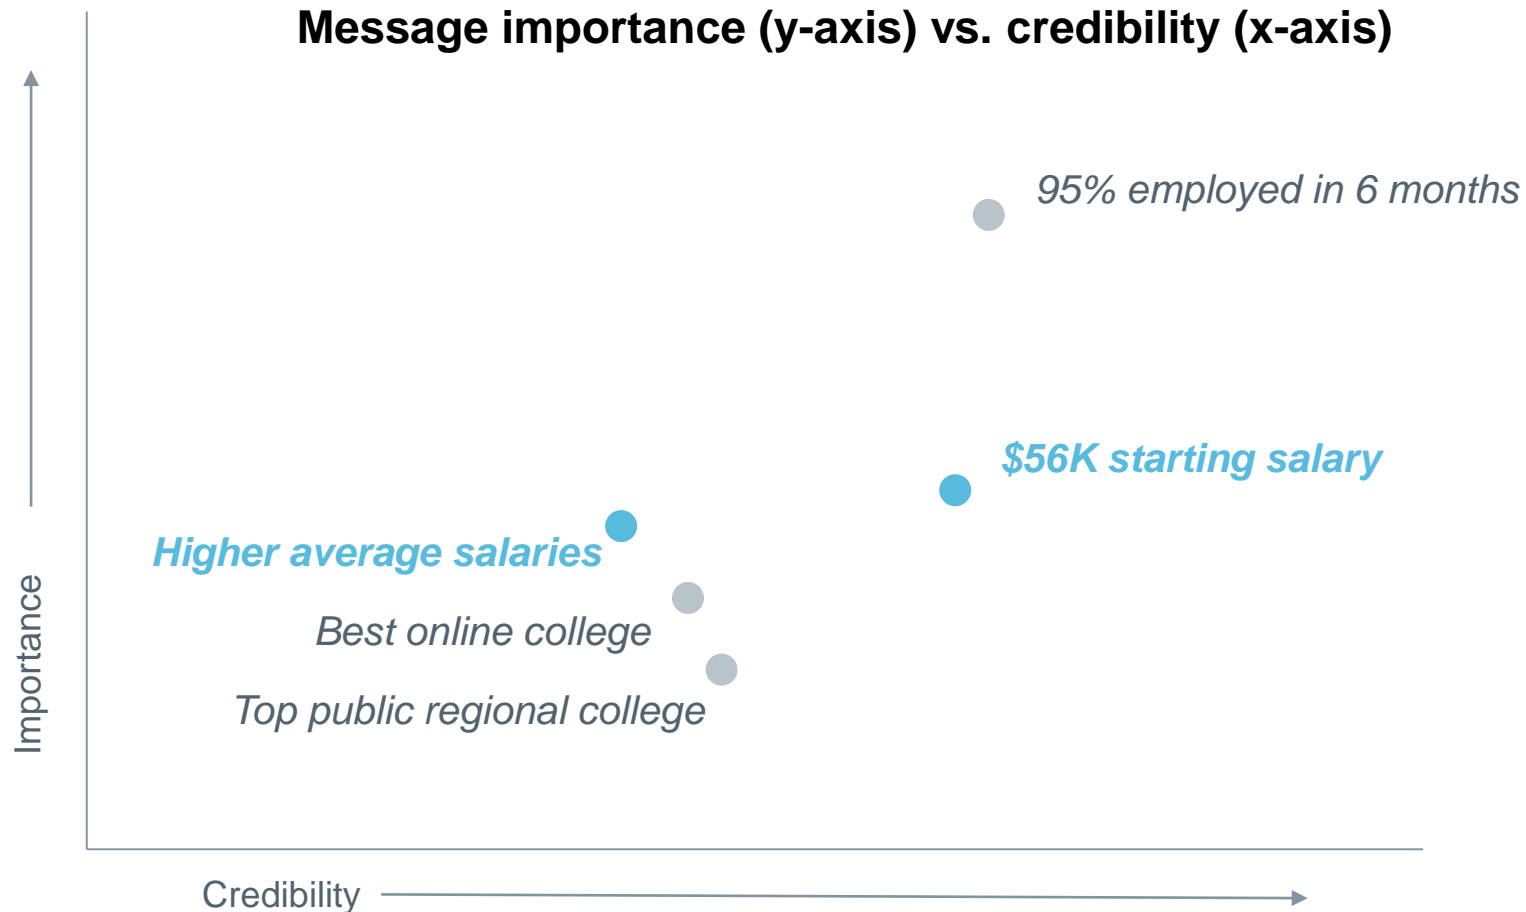 Message importance (y-axis) vs. credibility (x-axis)
95% employed in 6 months
$56K starting salary
Higher average salaries
Best online college
Top public regional college
Importance
Credibility